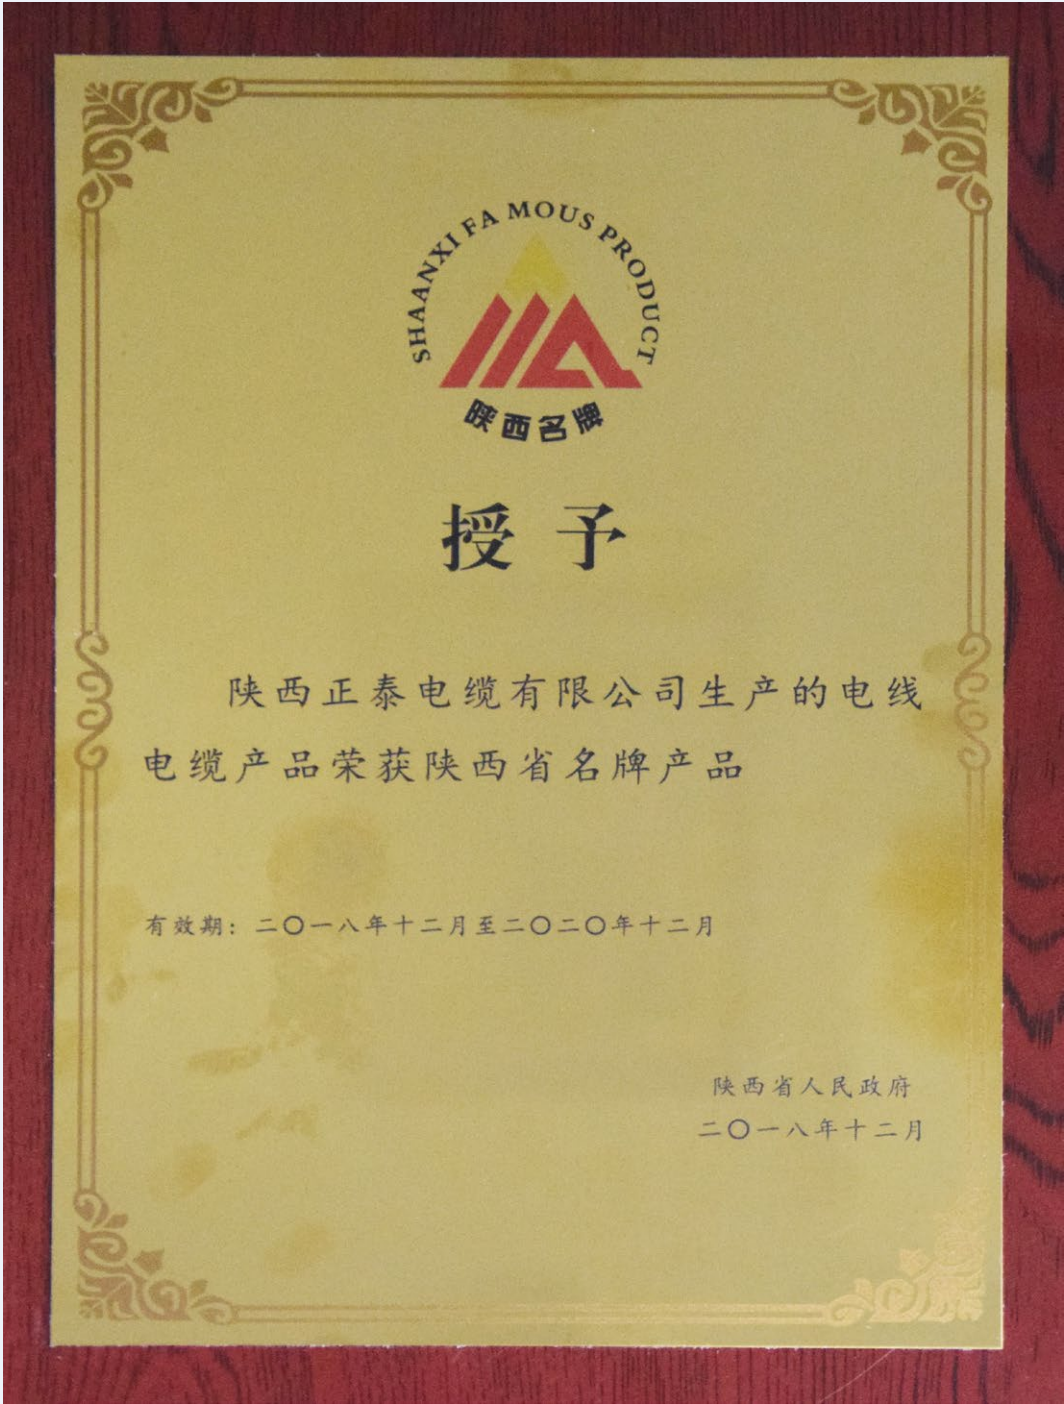 SHAANXI FA MOUS PRODUCT
陕西名牌
授予
陕西正泰电缆有限公司生产的电线
电缆产品荣获陕西省名牌产品
有效期：二〇一八年十二月至二〇二〇年十二月
陕西省人民政府
二〇一八年十二月